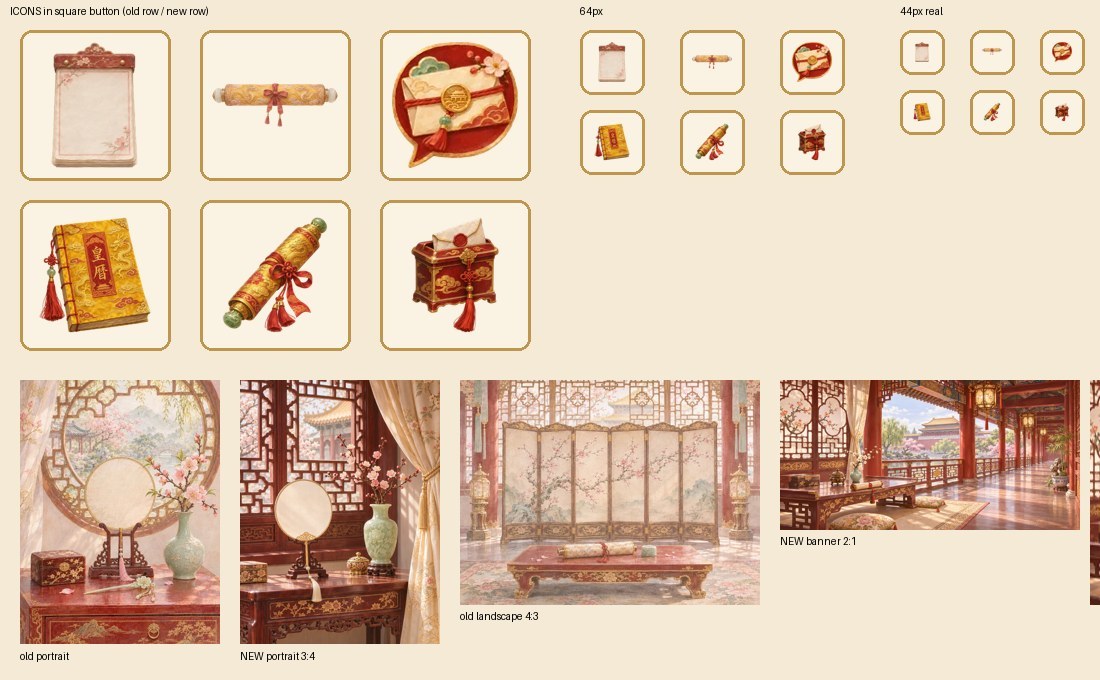 ICONS in square button (old row / new row)
64px
44px real
皇
暦
old portrait
NEW portrait 3:4
old landscape 4:3
NEW banner 2:1